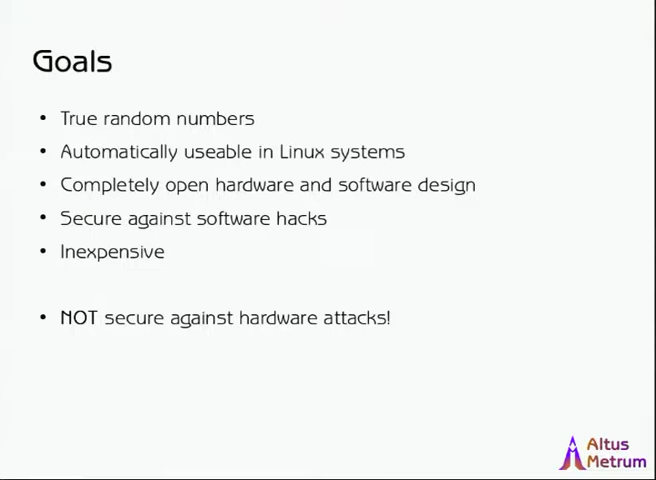 Goals
• True random numbers
• Automatically useable in Linux systems
• Completely open hardware and software design
• Secure against software hacks
• Inexpensive
• NOT secure against hardware attacks!
Altus
Metrum